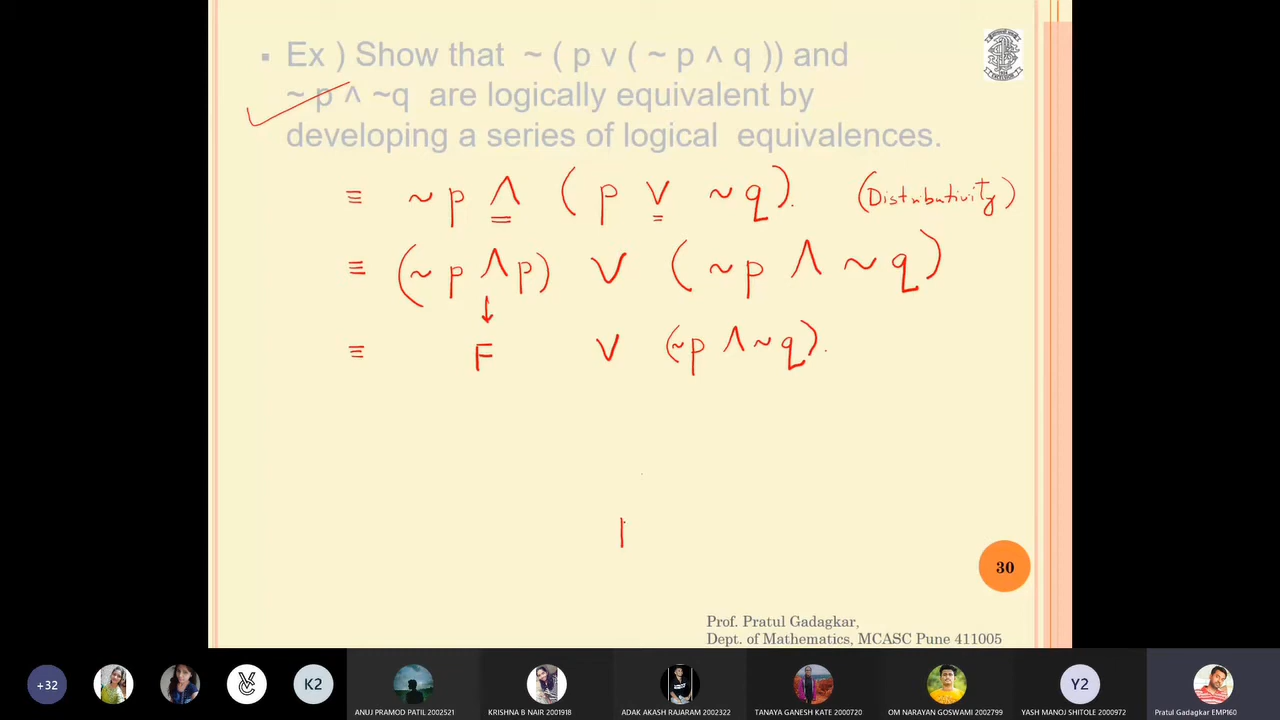 ▪ Ex ) Show that ~ ( p v ( ~ p ʌ q )) and
~ p ʌ ~q are logically equivalent by
developing a series of logical equivalences.
≡ ~p ∧ (p ∨ ~q). (Distributivity)
≡ (~p ∧ p) ∨ (~p ∧ ~q)
↓
≡ F ∨ (~p ∧ ~q).
30
Prof. Pratul Gadagkar,
Dept. of Mathematics, MCASC Pune 411005
+32
K2
Y2
ANUJ PRAMOD PATIL 2002521
KRISHNA B NAIR 2001918
ADAK AKASH RAJARAM 2002322
TANAYA GANESH KATE 2000720
OM NARAYAN GOSWAMI 2002799
YASH MANOJ SHITOLE 2000972
Pratul Gadagkar EMP160